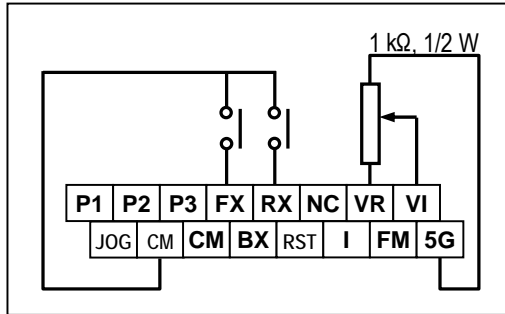 1 kΩ, 1/2 W
P1 P2 P3 FX RX NC VR VI
JOG CM CM BX RST I FM 5G